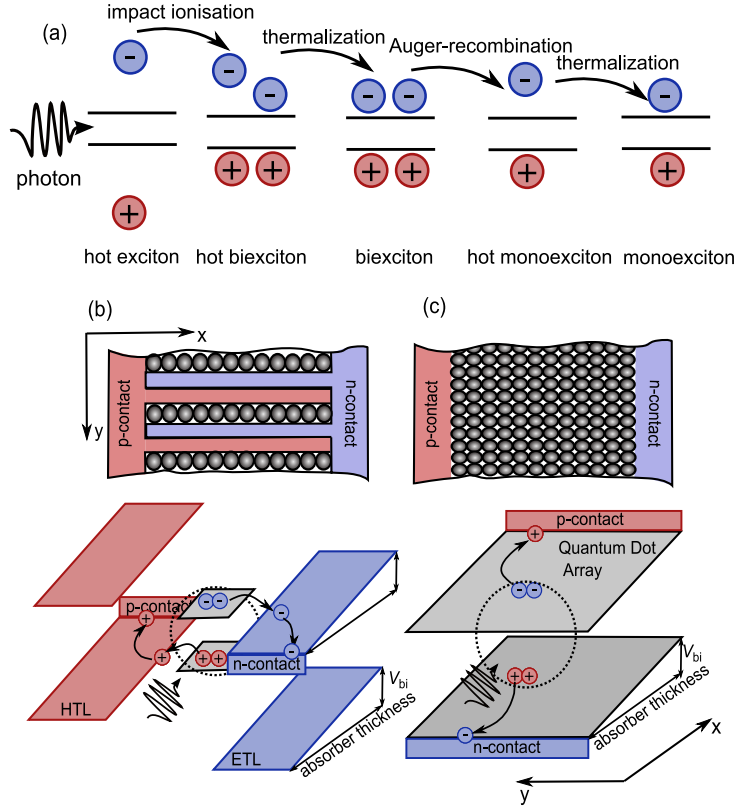 (a)
impact ionisation
thermalization
Auger-recombination
thermalization
- - - - - - - -
photon
+ + + + + + +
hot exciton
hot biexciton
biexciton
hot monoexciton
monoexciton
(b)
x
y
p-contact
n-contact
(c)
p-contact
n-contact
p-contact
+
- -
-
-
+
+ +
n-contact
HTL
ETL
V_bi
absorber thickness
p-contact
+
Quantum Dot
Array
- -
+ +
-
n-contact
V_bi
absorber thickness
x
y